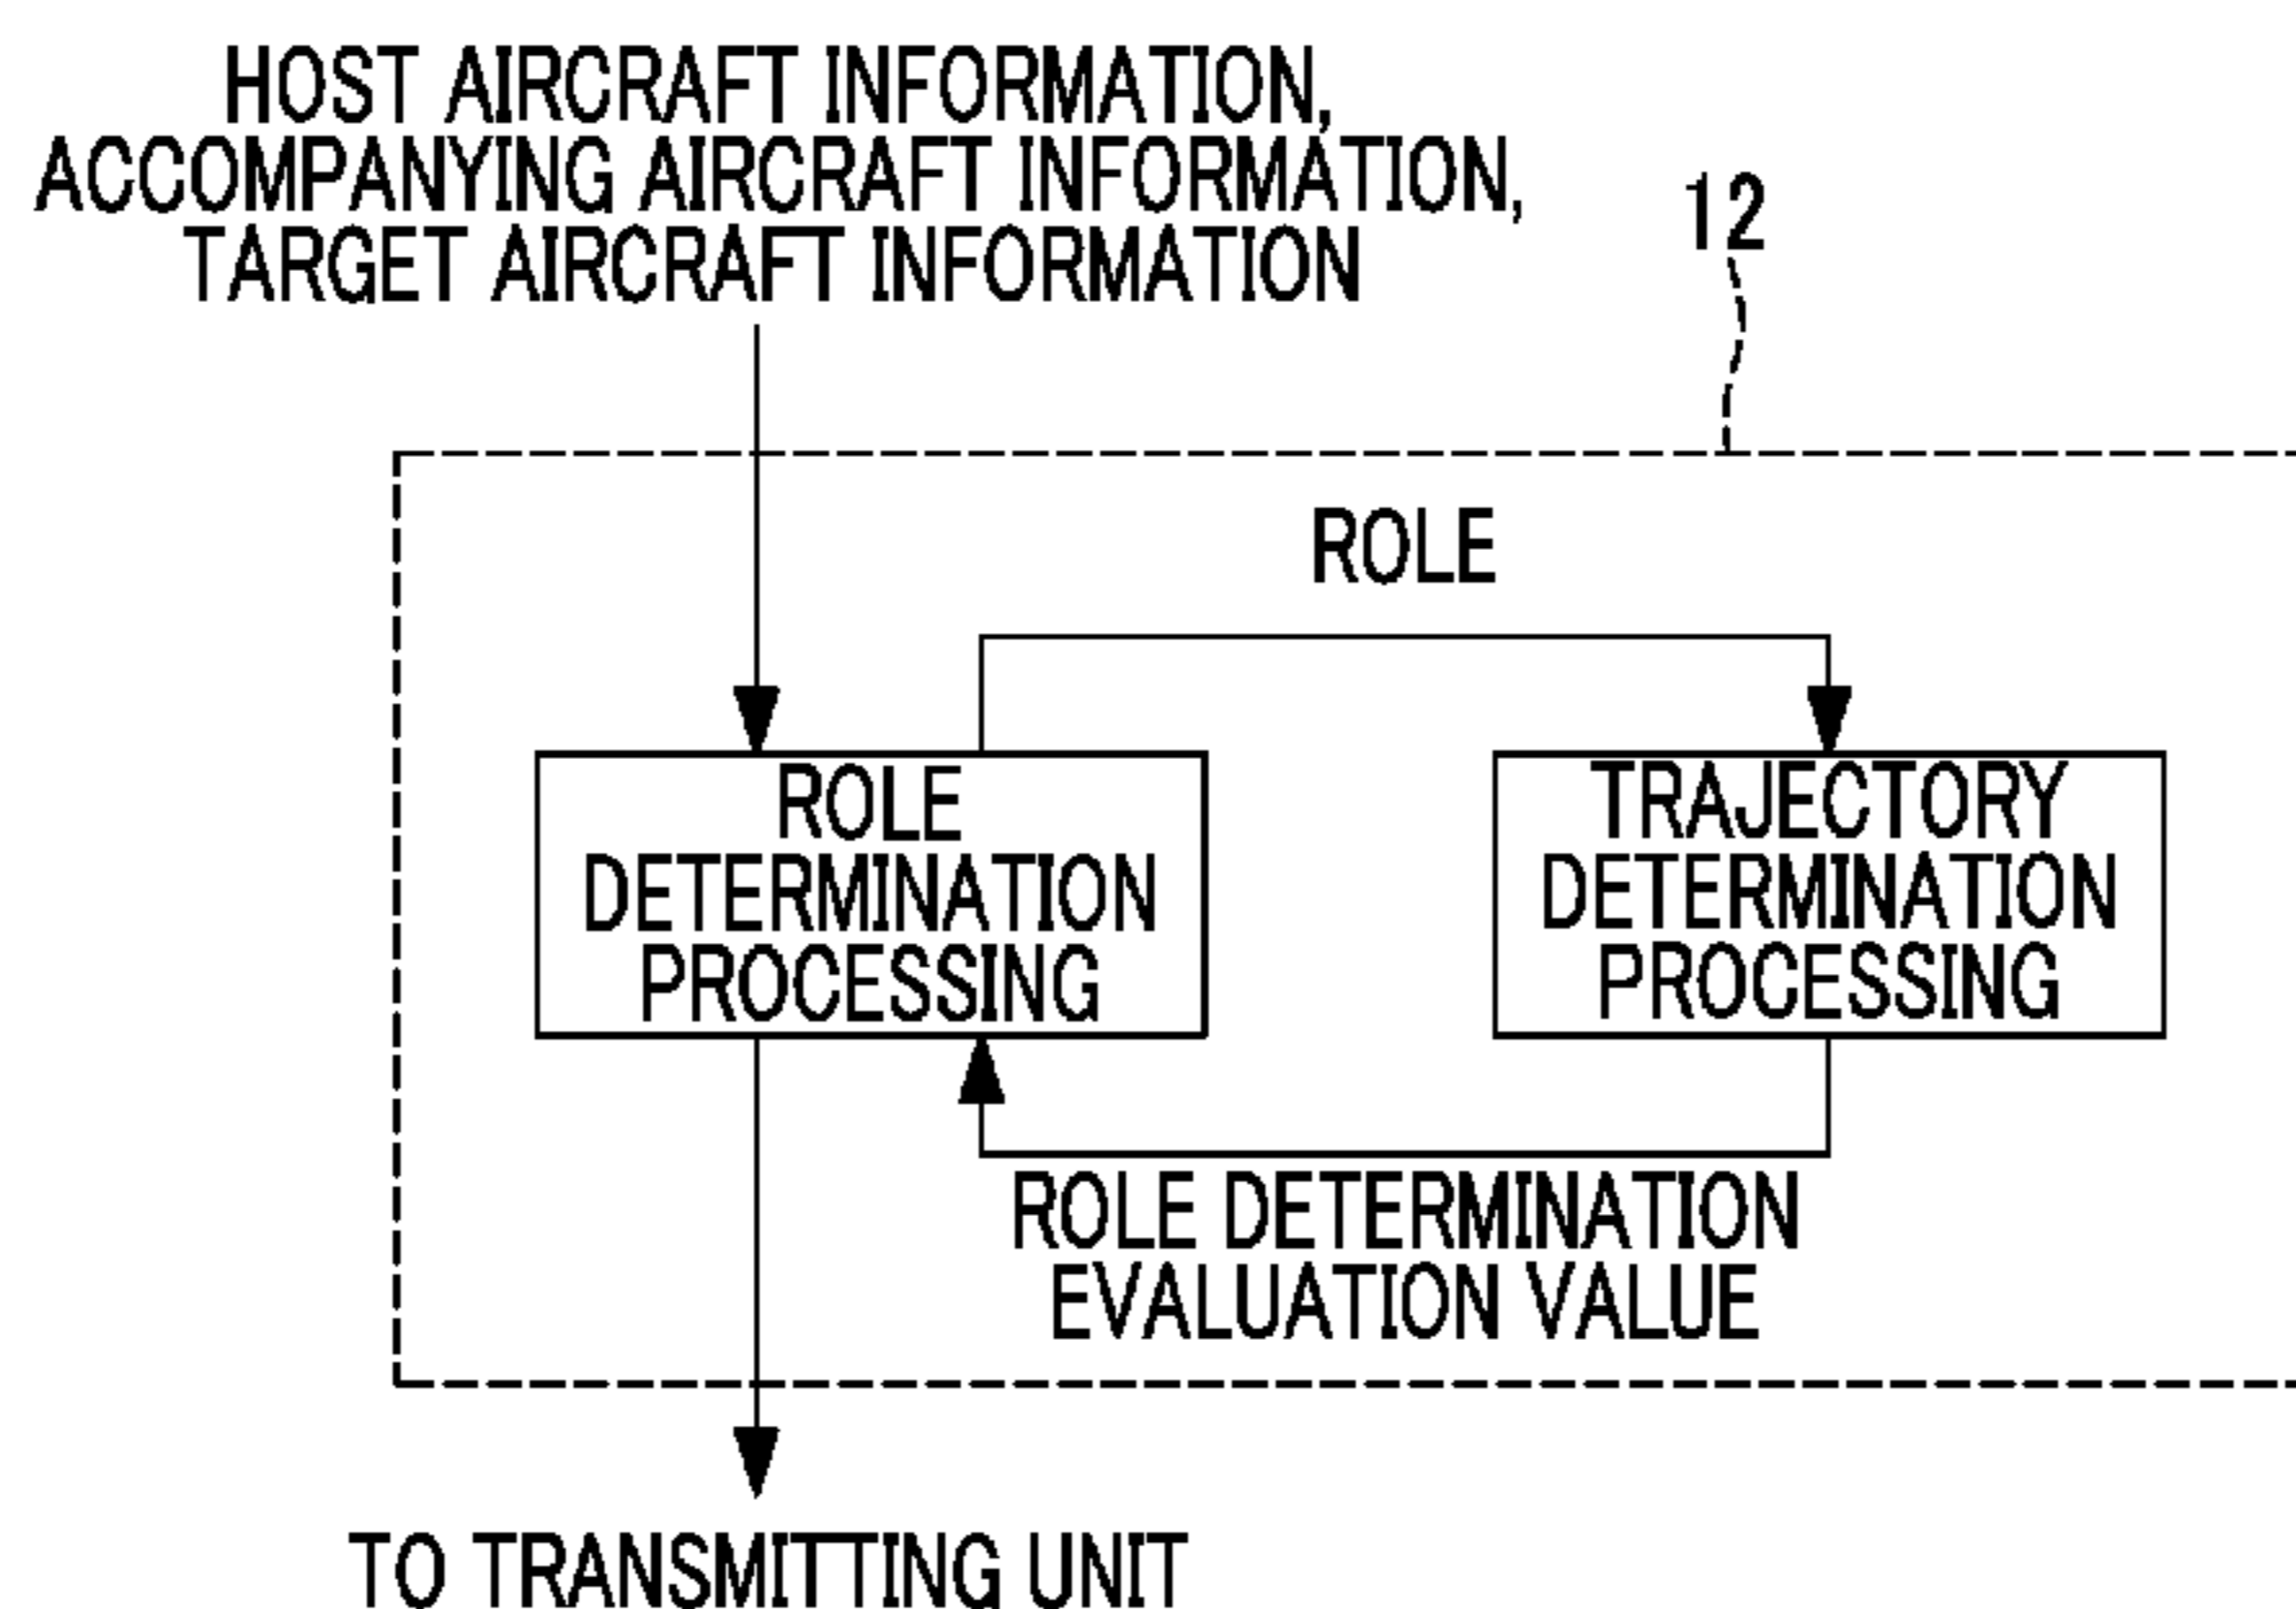 HOST AIRCRAFT INFORMATION,
ACCOMPANYING AIRCRAFT INFORMATION,
TARGET AIRCRAFT INFORMATION
12
ROLE
ROLE
DETERMINATION
PROCESSING
TRAJECTORY
DETERMINATION
PROCESSING
ROLE DETERMINATION
EVALUATION VALUE
TO TRANSMITTING UNIT